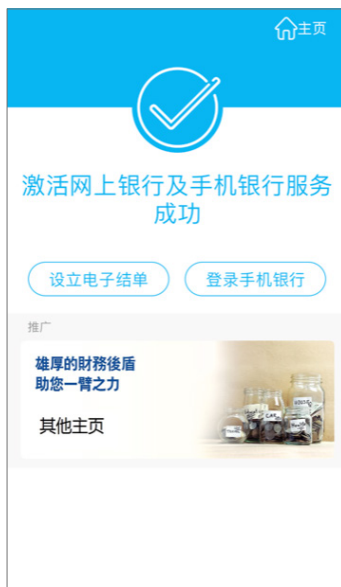 主页
激活网上银行及手机银行服务
成功
设立电子结单
登录手机银行
推广
雄厚的財務後盾
助您一臂之力
其他主页